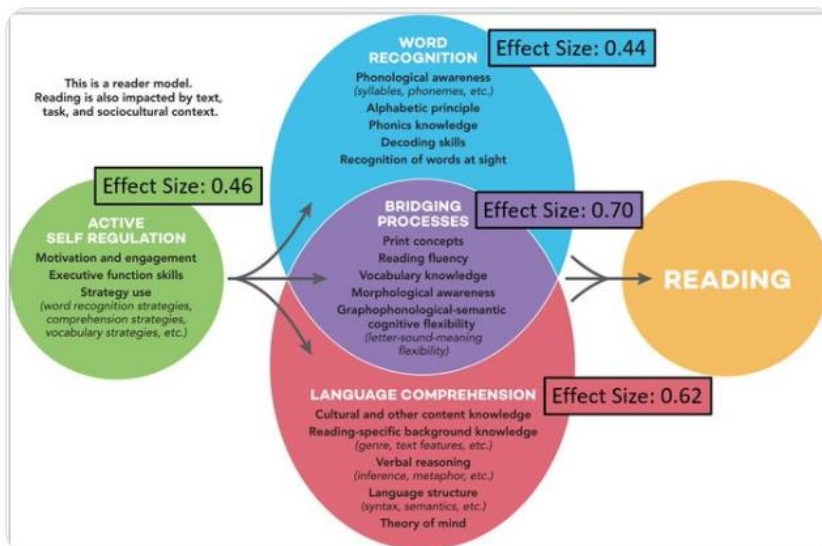 WORD
RECOGNITION
Effect Size: 0.44
Phonological awareness
(syllables, phonemes, etc.)
Alphabetic principle
Phonics knowledge
Decoding skills
Recognition of words at sight
This is a reader model.
Reading is also impacted by text,
task, and sociocultural context.
Effect Size: 0.46
ACTIVE
SELF REGULATION
Motivation and engagement
Executive function skills
Strategy use
(word recognition strategies,
comprehension strategies,
vocabulary strategies, etc.)
BRIDGING
PROCESSES
Effect Size: 0.70
Print concepts
Reading fluency
Vocabulary knowledge
Morphological awareness
Graphophonological-semantic
cognitive flexibility
(letter-sound-meaning
flexibility)
READING
LANGUAGE COMPREHENSION
Effect Size: 0.62
Cultural and other content knowledge
Reading-specific background knowledge
(genre, text features, etc.)
Verbal reasoning
(inference, metaphor, etc.)
Language structure
(syntax, semantics, etc.)
Theory of mind